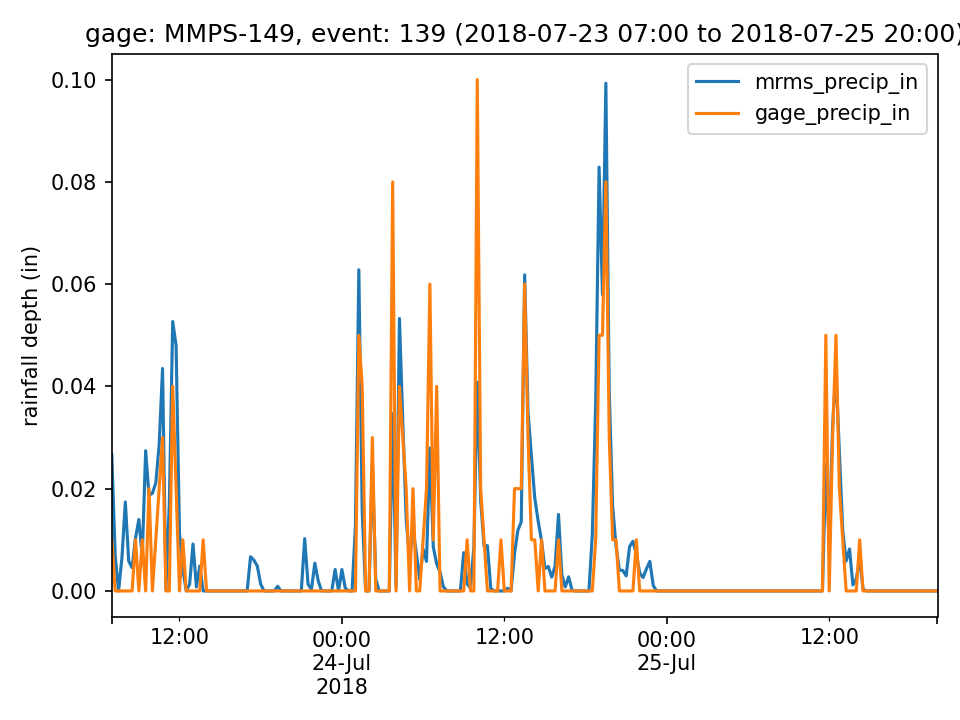 gage: MMPS-149, event: 139 (2018-07-23 07:00 to 2018-07-25 20:00)
mrms_precip_in
gage_precip_in
rainfall depth (in)
0.10
0.08
0.06
0.04
0.02
0.00
12:00
00:00
24-Jul
2018
12:00
00:00
25-Jul
12:00